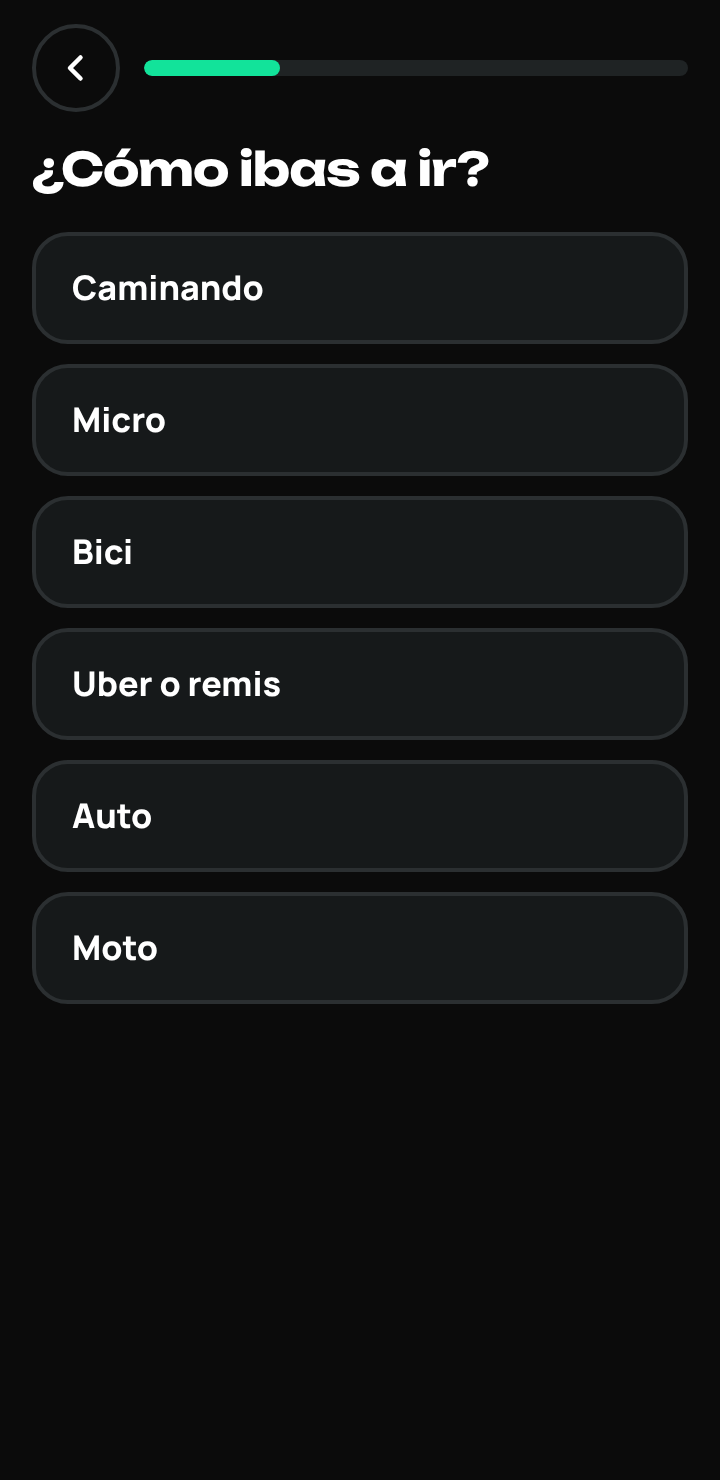 ¿Cómo ibas a ir?
Caminando
Micro
Bici
Uber o remis
Auto
Moto